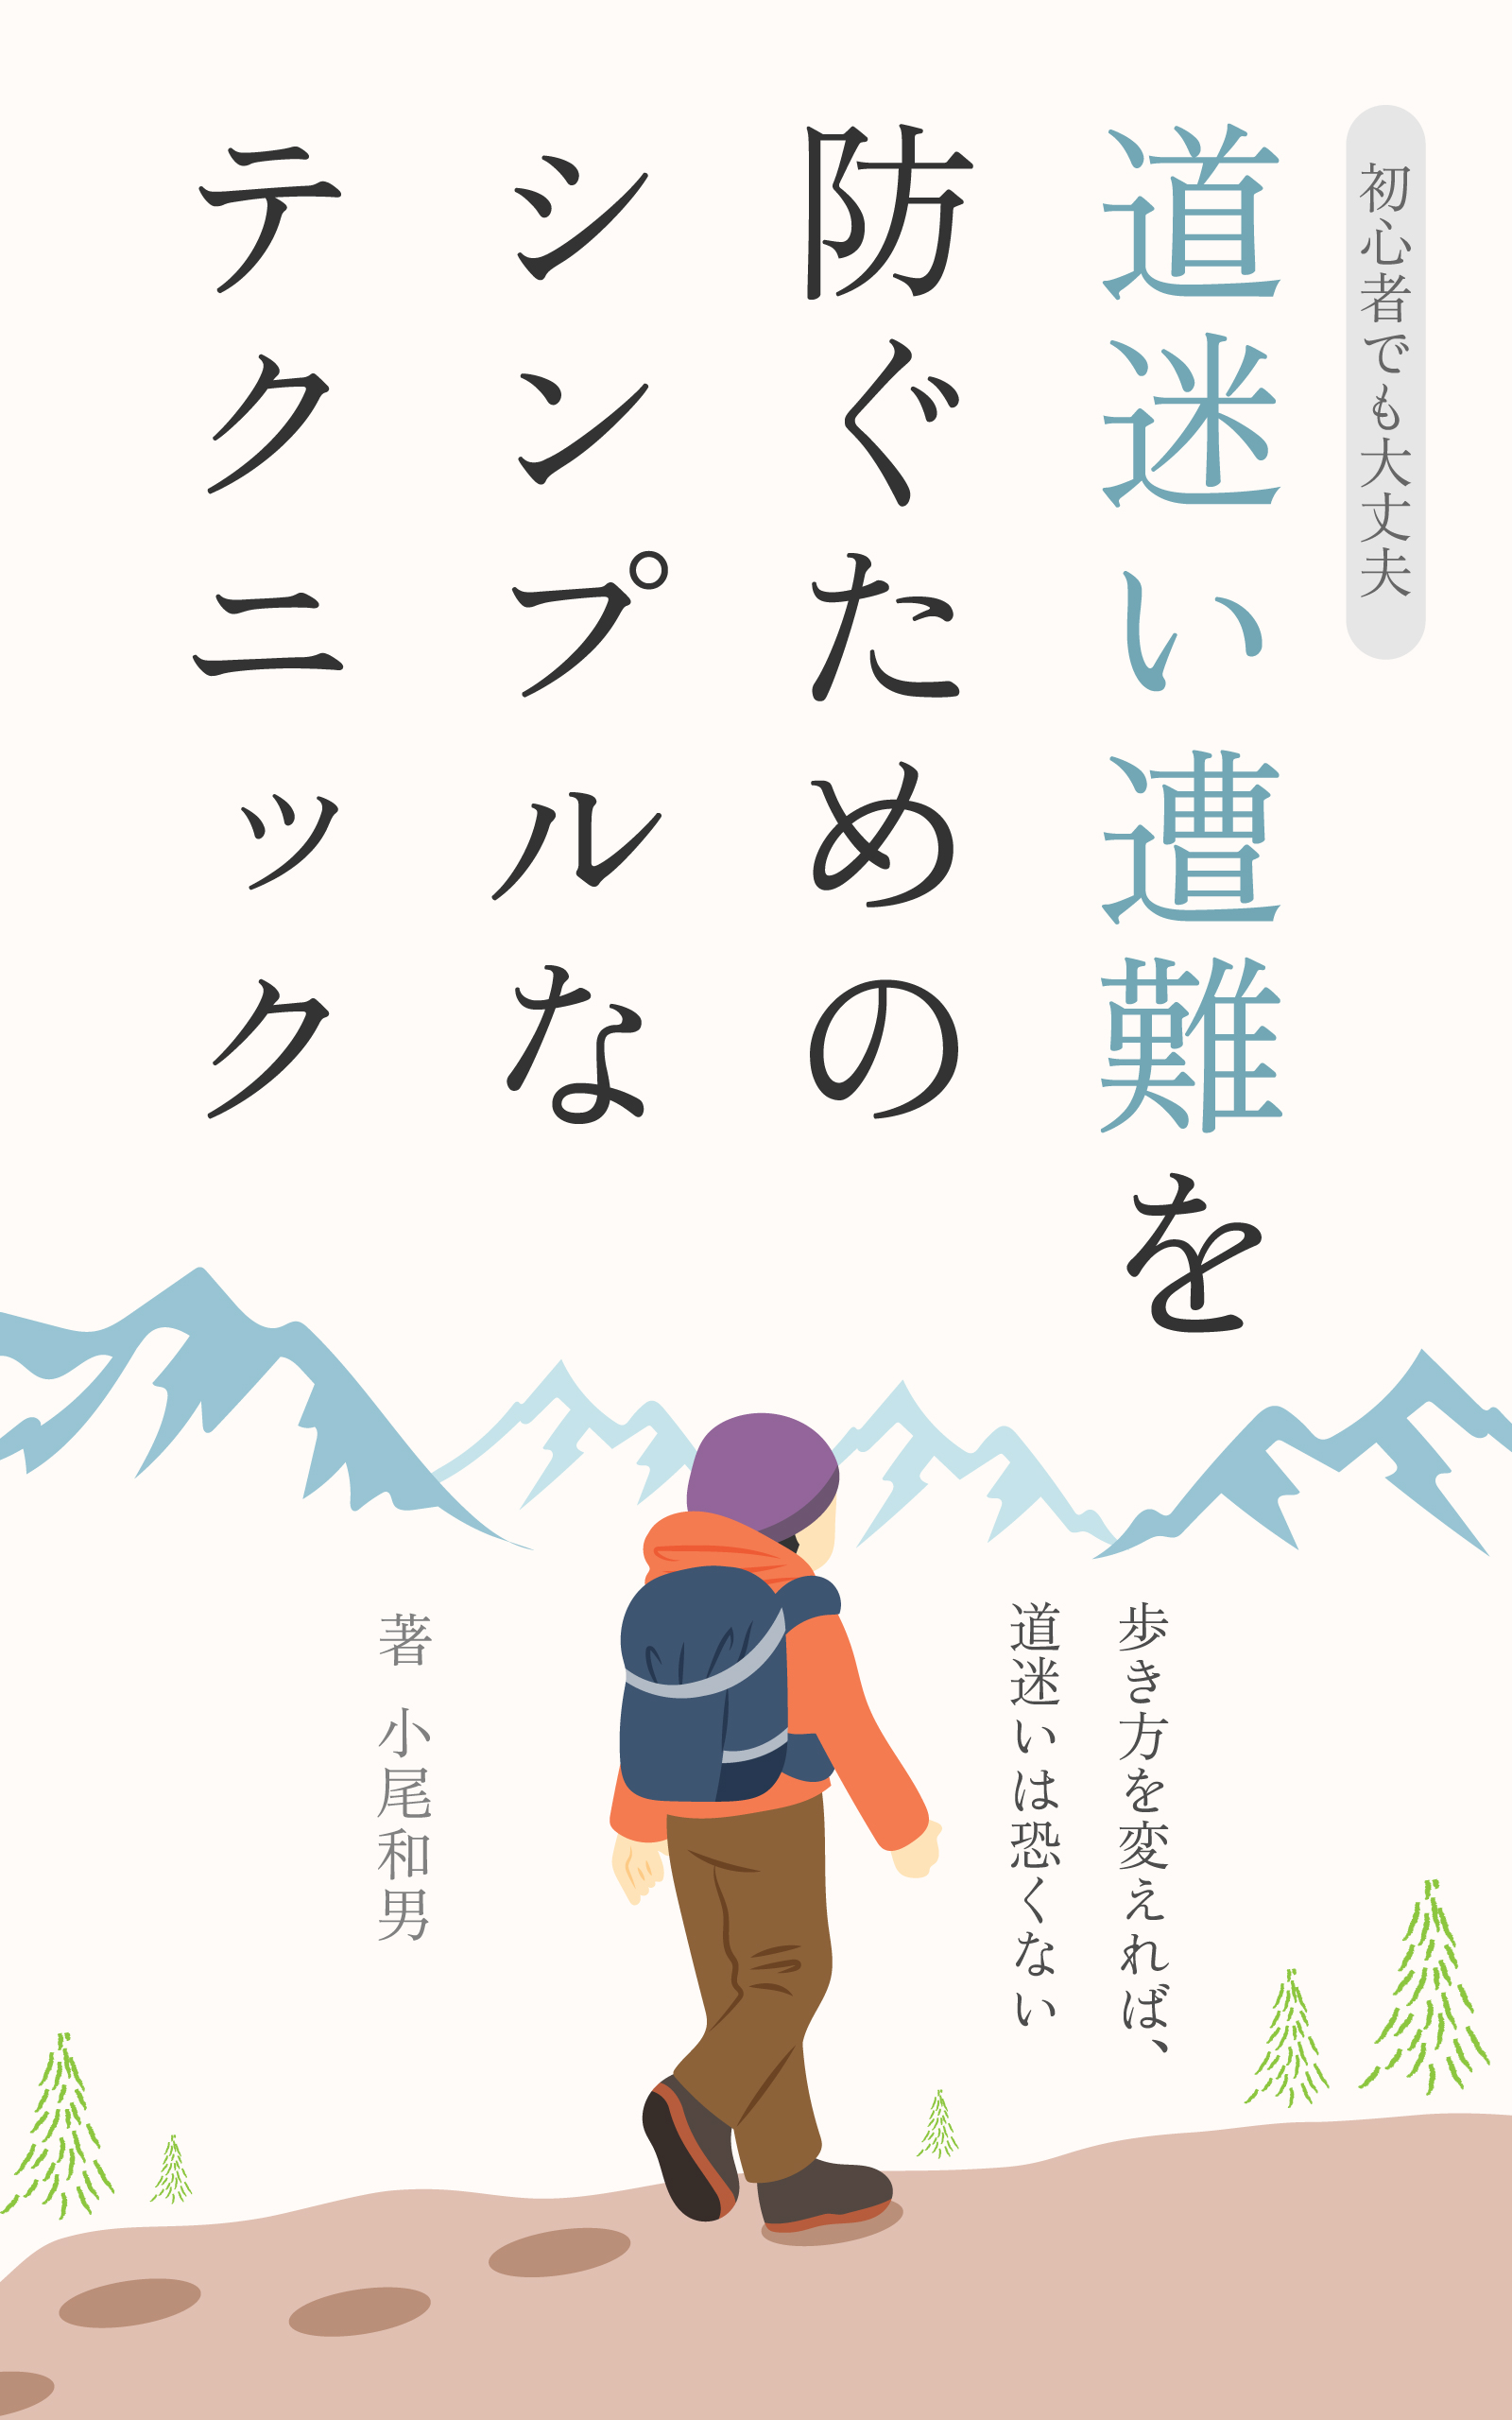 初心者でも大丈夫
道迷い遭難を
防ぐための
シンプルな
テクニック
歩き方を変えれば、
道迷いは恐くない
著 小尾和男